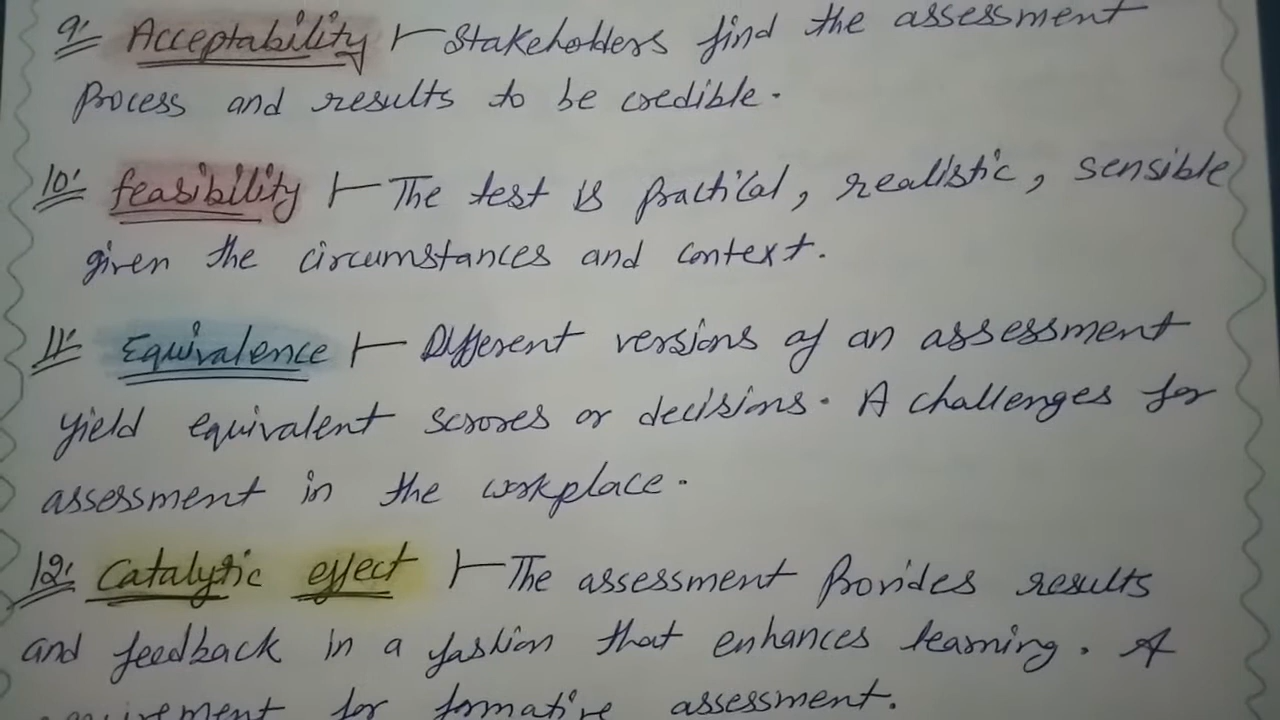 9. Acceptability :- Stakeholders find the assessment
Process and results to be credible.
10. feasibility :- The test is practical, realistic, sensible
given the circumstances and context.
11. Equivalence :- Different versions of an assessment
yield equivalent scrores or decisions. A challenges for
assessment in the workplace.
12. Catalytic effect :- The assessment Provides results
and feedback in a fashion that enhances learning. A
requirement for formative assessment.